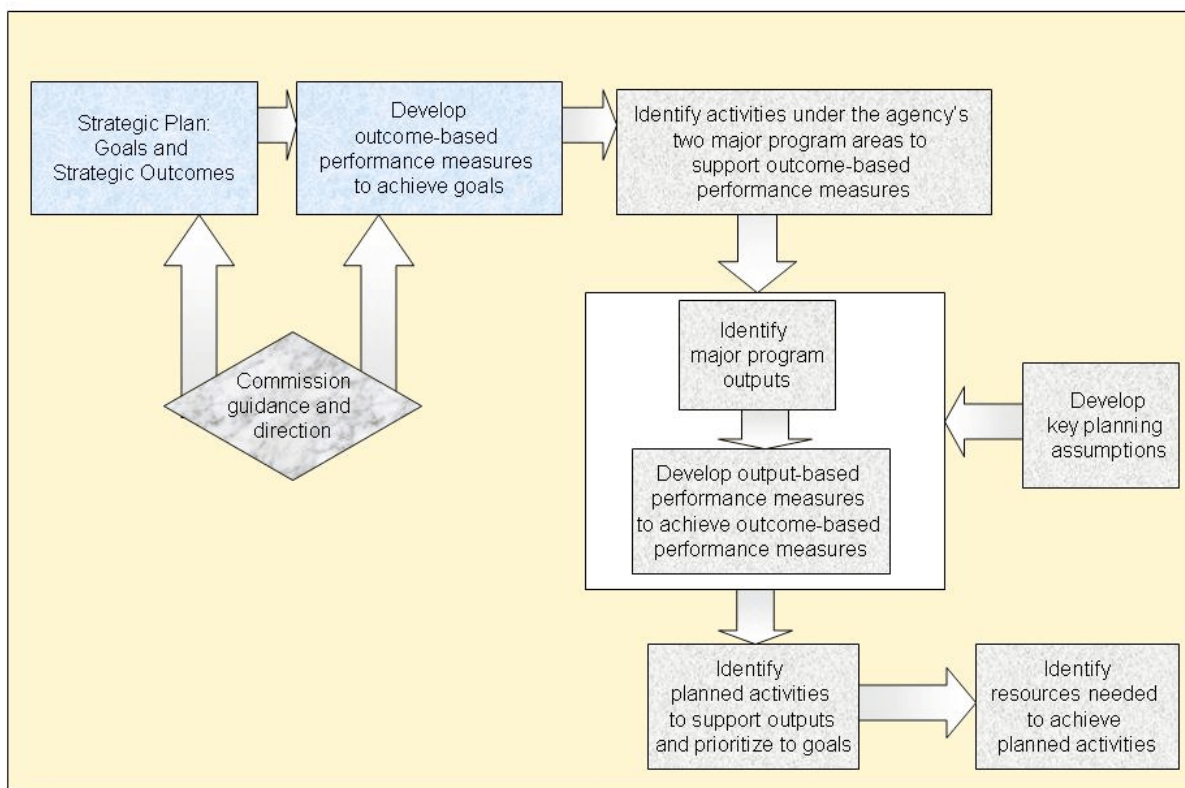 Strategic Plan:
Goals and
Strategic Outcomes
Develop
outcome-based
performance measures
to achieve goals
Identify activities under the agency's
two major program areas to
support outcome-based
performance measures
Commission
guidance and
direction
Identify
major program
outputs
Develop output-based
performance measures
to achieve outcome-based
performance measures
Develop
key planning
assumptions
Identify
planned activities
to support outputs
and prioritize to goals
Identify
resources needed
to achieve
planned activities